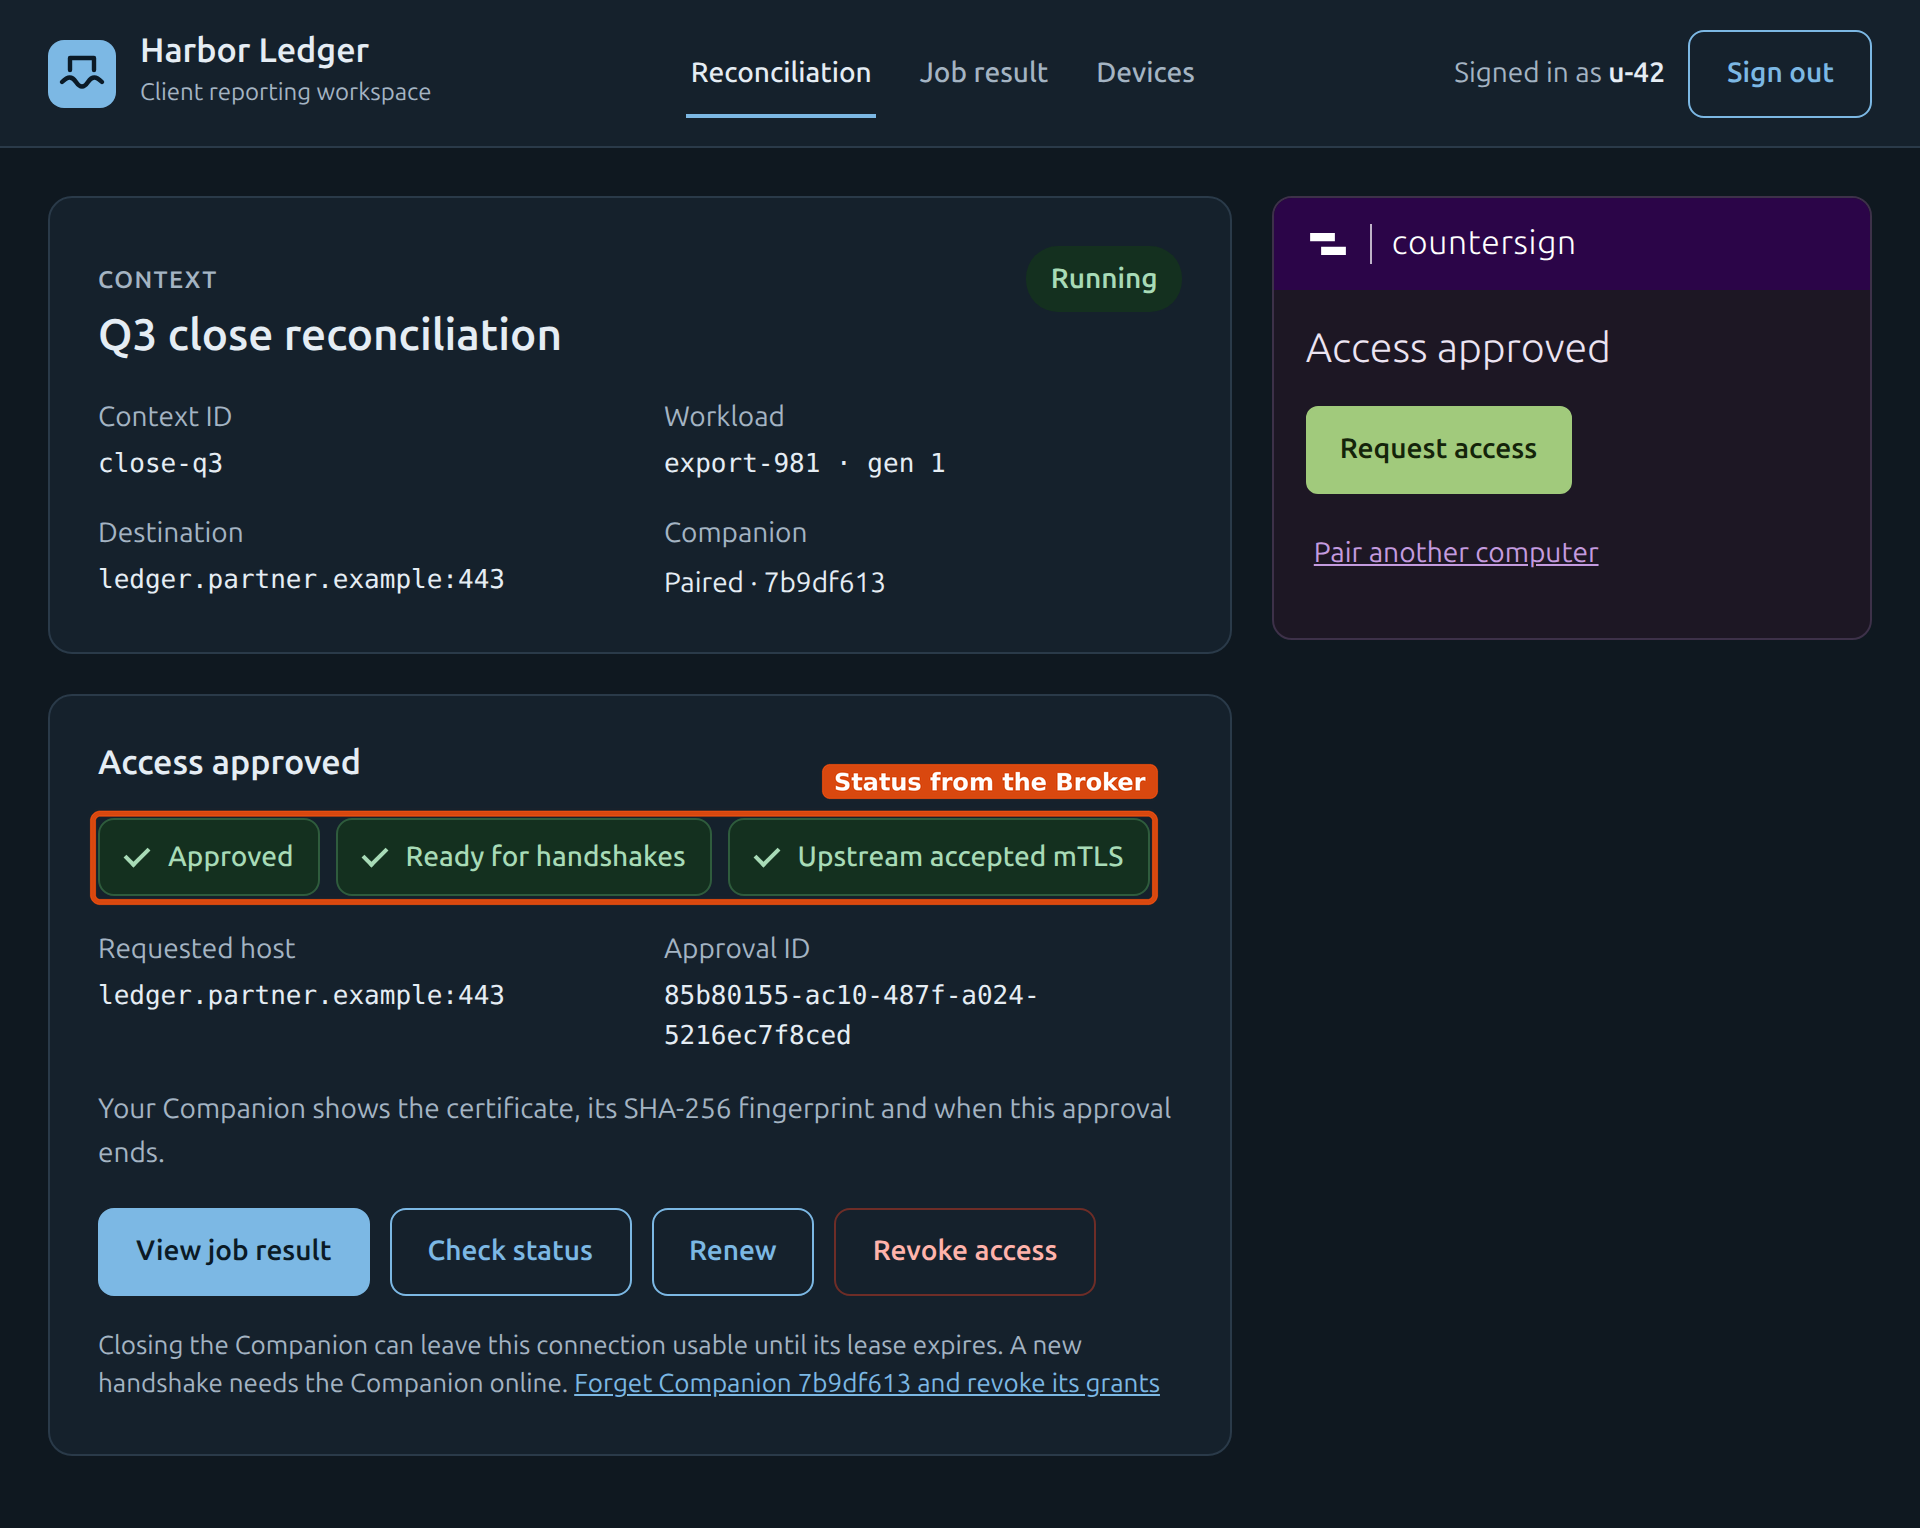 Harbor Ledger
Client reporting workspace
Reconciliation
Job result
Devices
Signed in as u-42
Sign out
CONTEXT
Running
Q3 close reconciliation
Context ID
close-q3
Workload
export-981 · gen 1
Destination
ledger.partner.example:443
Companion
Paired · 7b9df613
countersign
Access approved
Request access
Pair another computer
Access approved
Status from the Broker
Approved
Ready for handshakes
Upstream accepted mTLS
Requested host
ledger.partner.example:443
Approval ID
85b80155-ac10-487f-a024-
5216ec7f8ced
Your Companion shows the certificate, its SHA-256 fingerprint and when this approval
ends.
View job result
Check status
Renew
Revoke access
Closing the Companion can leave this connection usable until its lease expires. A new
handshake needs the Companion online. Forget Companion 7b9df613 and revoke its grants